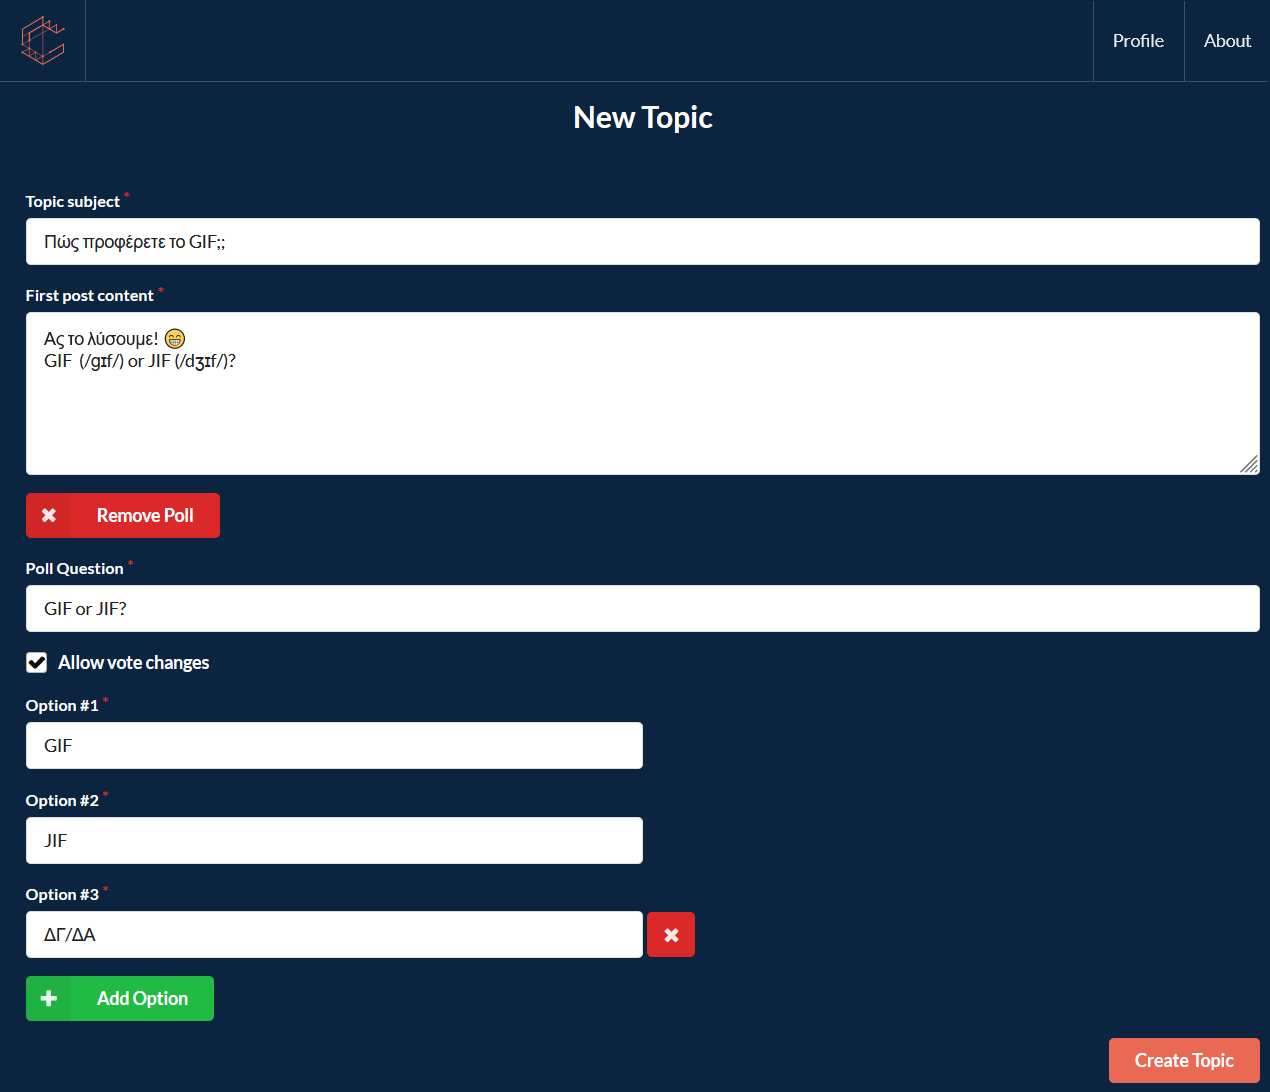 Profile
About
New Topic
Topic subject *
Πώς προφέρετε το GIF;;
First post content *
Ας το λύσουμε! 😁
GIF  (/gɪf/) or JIF (/dʒɪf/)?
Remove Poll
Poll Question *
GIF or JIF?
Allow vote changes
Option #1 *
GIF
Option #2 *
JIF
Option #3 *
ΔΓ/ΔΑ
Add Option
Create Topic